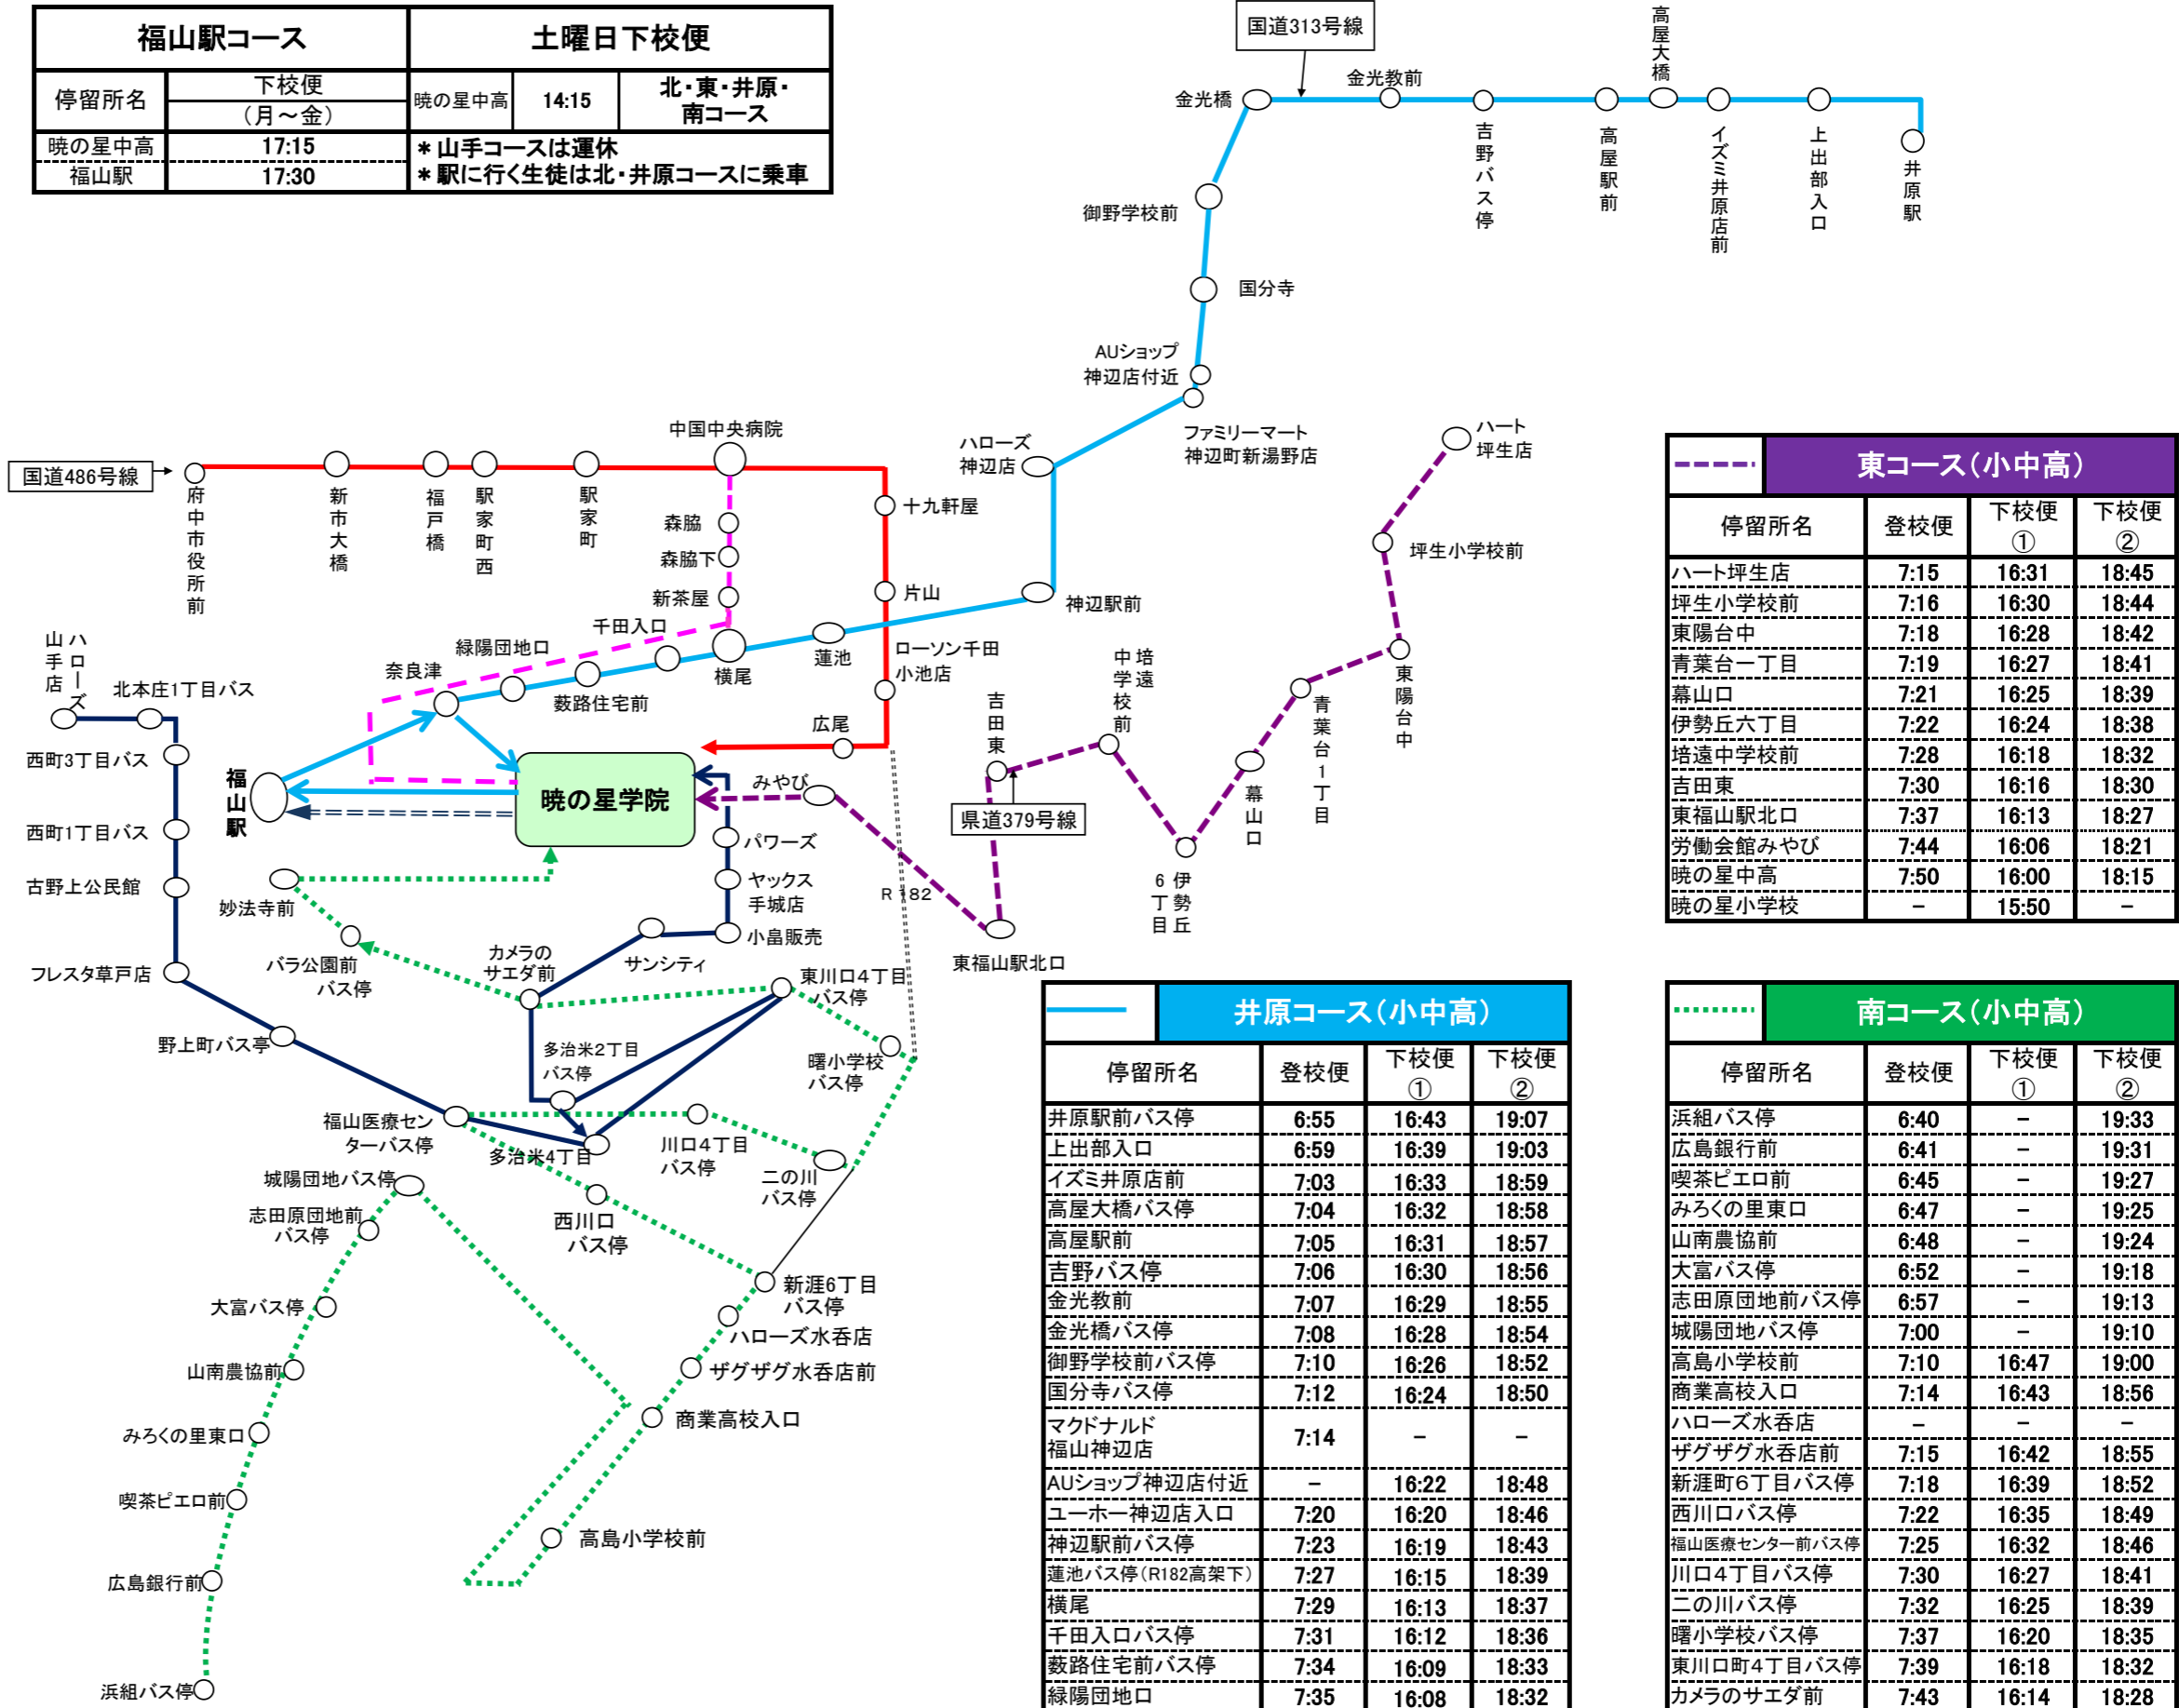 福山駅コース 土曜日下校便
停留所名 下校便 (月～金) 暁の星中高 14:15 北・東・井原・南コース
暁の星中高 17:15 ＊山手コースは運休
福山駅 17:30 ＊駅に行く生徒は北・井原コースに乗車
国道313号線
金光橋
金光教前
吉野バス停
高屋駅前
高屋大橋
イズミ井原店前
上出部入口
井原駅
御野学校前
国分寺
AUショップ
神辺店付近
ファミリーマート
神辺町新湯野店
ハローズ
神辺店
神辺駅前
国道486号線
府中市役所前
新市大橋
福戸橋
駅家町西
駅家町
中国中央病院
森脇
森脇下
新茶屋
十九軒屋
片山
ローソン千田
小池店
広尾
千田入口
緑陽団地口
奈良津
薮路住宅前
横尾
蓮池
ハローズ
山手店
北本庄1丁目バス
西町3丁目バス
西町1丁目バス
古野上公民館
フレスタ草戸店
野上町バス亭
福山駅
暁の星学院
みやび
パワーズ
ヤックス
手城店
小畠販売
サンシティ
カメラの
サエダ前
妙法寺前
バラ公園前
バス停
R 182
ハート
坪生店
坪生小学校前
東陽台中
青葉台1丁目
幕山口
伊勢丘
6丁目
培遠
中学校前
吉田東
県道379号線
東福山駅北口
東川口4丁目
バス停
曙小学校
バス停
多治米2丁目
バス停
多治米4丁目
福山医療セン
ターバス停
川口4丁目
バス停
二の川
バス停
西川口
バス停
新涯6丁目
バス停
ハローズ水呑店
ザグザグ水呑店前
商業高校入口
高島小学校前
城陽団地バス停
志田原団地前
バス停
大富バス停
山南農協前
みろくの里東口
喫茶ピエロ前
広島銀行前
浜組バス停
東コース(小中高)
停留所名 登校便 下校便① 下校便②
ハート坪生店 7:15 16:31 18:45
坪生小学校前 7:16 16:30 18:44
東陽台中 7:18 16:28 18:42
青葉台一丁目 7:19 16:27 18:41
幕山口 7:21 16:25 18:39
伊勢丘六丁目 7:22 16:24 18:38
培遠中学校前 7:28 16:18 18:32
吉田東 7:30 16:16 18:30
東福山駅北口 7:37 16:13 18:27
労働会館みやび 7:44 16:06 18:21
暁の星中高 7:50 16:00 18:15
暁の星小学校 － 15:50 －
井原コース(小中高)
停留所名 登校便 下校便① 下校便②
井原駅前バス停 6:55 16:43 19:07
上出部入口 6:59 16:39 19:03
イズミ井原店前 7:03 16:33 18:59
高屋大橋バス停 7:04 16:32 18:58
高屋駅前 7:05 16:31 18:57
吉野バス停 7:06 16:30 18:56
金光教前 7:07 16:29 18:55
金光橋バス停 7:08 16:28 18:54
御野学校前バス停 7:10 16:26 18:52
国分寺バス停 7:12 16:24 18:50
マクドナルド
福山神辺店 7:14 － －
AUショップ神辺店付近 － 16:22 18:48
ユーホー神辺店入口 7:20 16:20 18:46
神辺駅前バス停 7:23 16:19 18:43
蓮池バス停(R182高架下) 7:27 16:15 18:39
横尾 7:29 16:13 18:37
千田入口バス停 7:31 16:12 18:36
薮路住宅前バス停 7:34 16:09 18:33
緑陽団地口 7:35 16:08 18:32
南コース(小中高)
停留所名 登校便 下校便① 下校便②
浜組バス停 6:40 － 19:33
広島銀行前 6:41 － 19:31
喫茶ピエロ前 6:45 － 19:27
みろくの里東口 6:47 － 19:25
山南農協前 6:48 － 19:24
大富バス停 6:52 － 19:18
志田原団地前バス停 6:57 － 19:13
城陽団地バス停 7:00 － 19:10
高島小学校前 7:10 16:47 19:00
商業高校入口 7:14 16:43 18:56
ハローズ水呑店 － － －
ザグザグ水呑店前 7:15 16:42 18:55
新涯町6丁目バス停 7:18 16:39 18:52
西川口バス停 7:22 16:35 18:49
福山医療センター前バス停 7:25 16:32 18:46
川口4丁目バス停 7:30 16:27 18:41
二の川バス停 7:32 16:25 18:39
曙小学校バス停 7:37 16:20 18:35
東川口町4丁目バス停 7:39 16:18 18:32
カメラのサエダ前 7:43 16:14 18:28